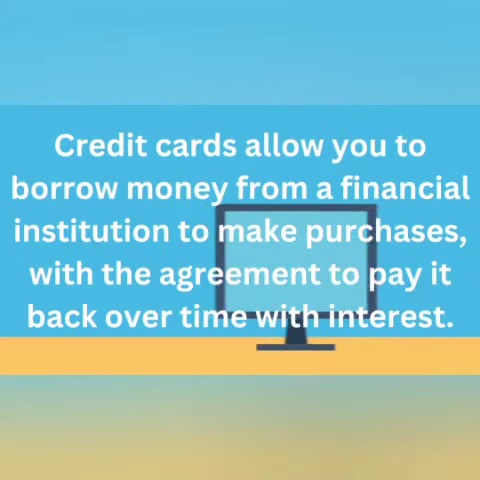 Credit cards allow you to
borrow money from a financial
institution to make purchases,
with the agreement to pay it
back over time with interest.